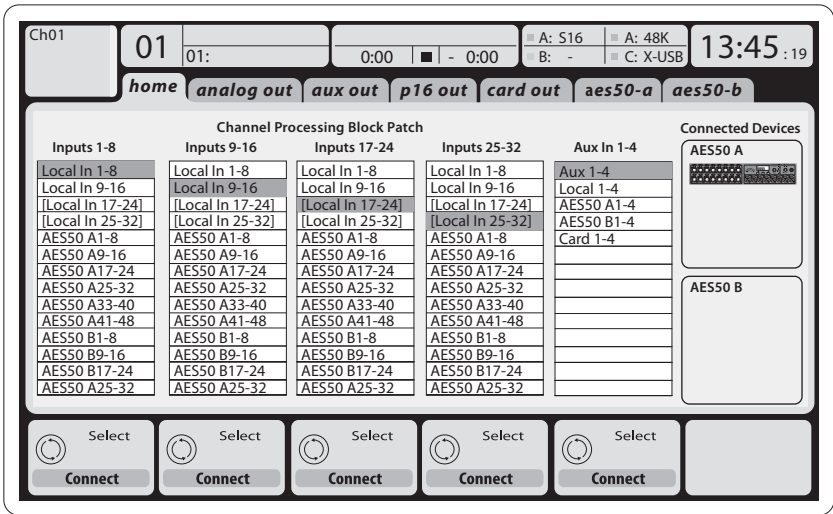 Ch01
01
01:
0:00 - 0:00
A: S16
B: -
A: 48K
C: X-USB
13:45 :19
home analog out aux out p16 out card out aes50-a aes50-b
Channel Processing Block Patch
Connected Devices
Inputs 1-8 Inputs 9-16 Inputs 17-24 Inputs 25-32 Aux In 1-4
AES50 A
Local In 1-8 Local In 1-8 Local In 1-8 Local In 1-8 Aux 1-4
Local In 9-16 Local In 9-16 Local In 9-16 Local In 9-16 Local 1-4
[Local In 17-24] [Local In 17-24] [Local In 17-24] [Local In 17-24] AES50 A1-4
[Local In 25-32] [Local In 25-32] [Local In 25-32] [Local In 25-32] AES50 B1-4
AES50 A1-8 AES50 A1-8 AES50 A1-8 AES50 A1-8 Card 1-4
AES50 A9-16 AES50 A9-16 AES50 A9-16 AES50 A9-16
AES50 A17-24 AES50 A17-24 AES50 A17-24 AES50 A17-24
AES50 A25-32 AES50 A25-32 AES50 A25-32 AES50 A25-32
AES50 B
AES50 A33-40 AES50 A33-40 AES50 A33-40 AES50 A33-40
AES50 A41-48 AES50 A41-48 AES50 A41-48 AES50 A41-48
AES50 B1-8 AES50 B1-8 AES50 B1-8 AES50 B1-8
AES50 B9-16 AES50 B9-16 AES50 B9-16 AES50 B9-16
AES50 B17-24 AES50 B17-24 AES50 B17-24 AES50 B17-24
AES50 A25-32 AES50 A25-32 AES50 A25-32 AES50 A25-32
Select Select Select Select Select
Connect Connect Connect Connect Connect